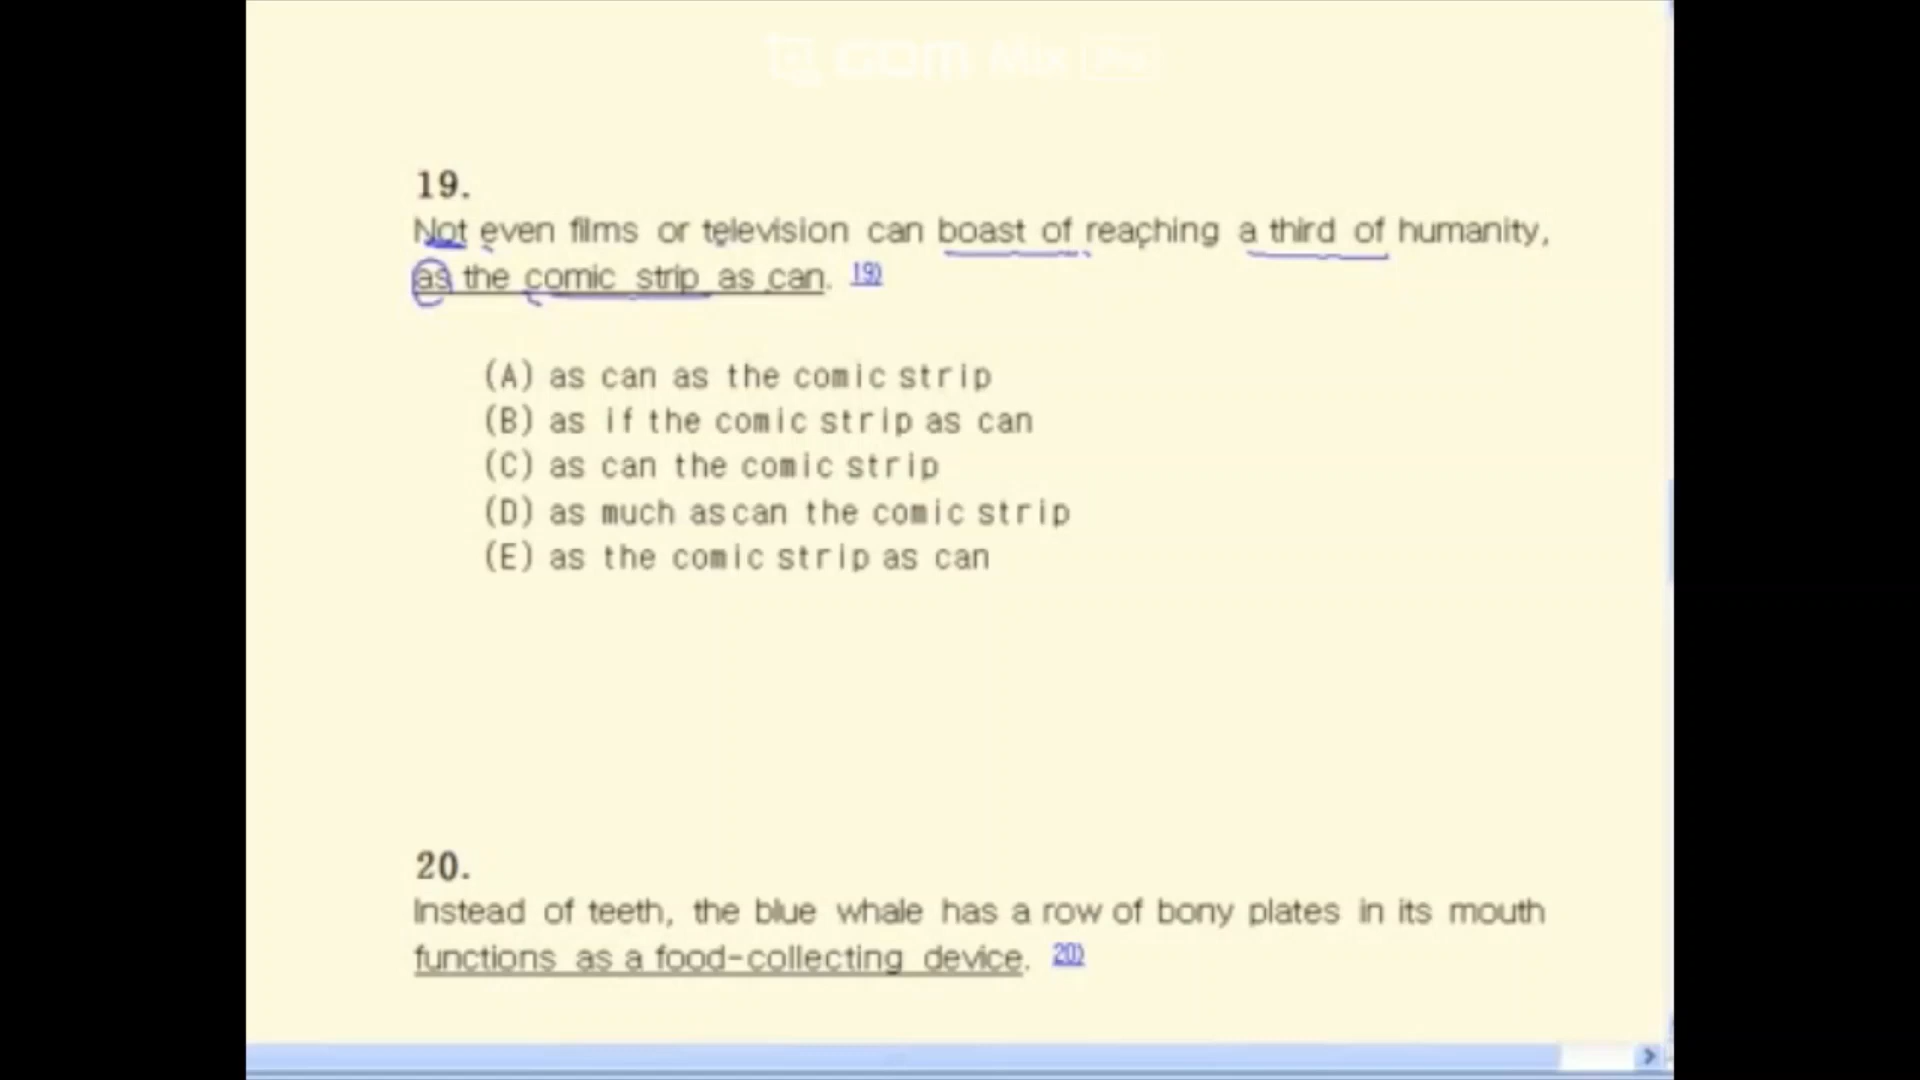 GOM Mix Pro
19.
Not even films or television can boast of reaching a third of humanity,
as the comic strip as can. 19)
(A) as can as the comic strip
(B) as if the comic strip as can
(C) as can the comic strip
(D) as much as can the comic strip
(E) as the comic strip as can
20.
Instead of teeth, the blue whale has a row of bony plates in its mouth
functions as a food-collecting device. 20)